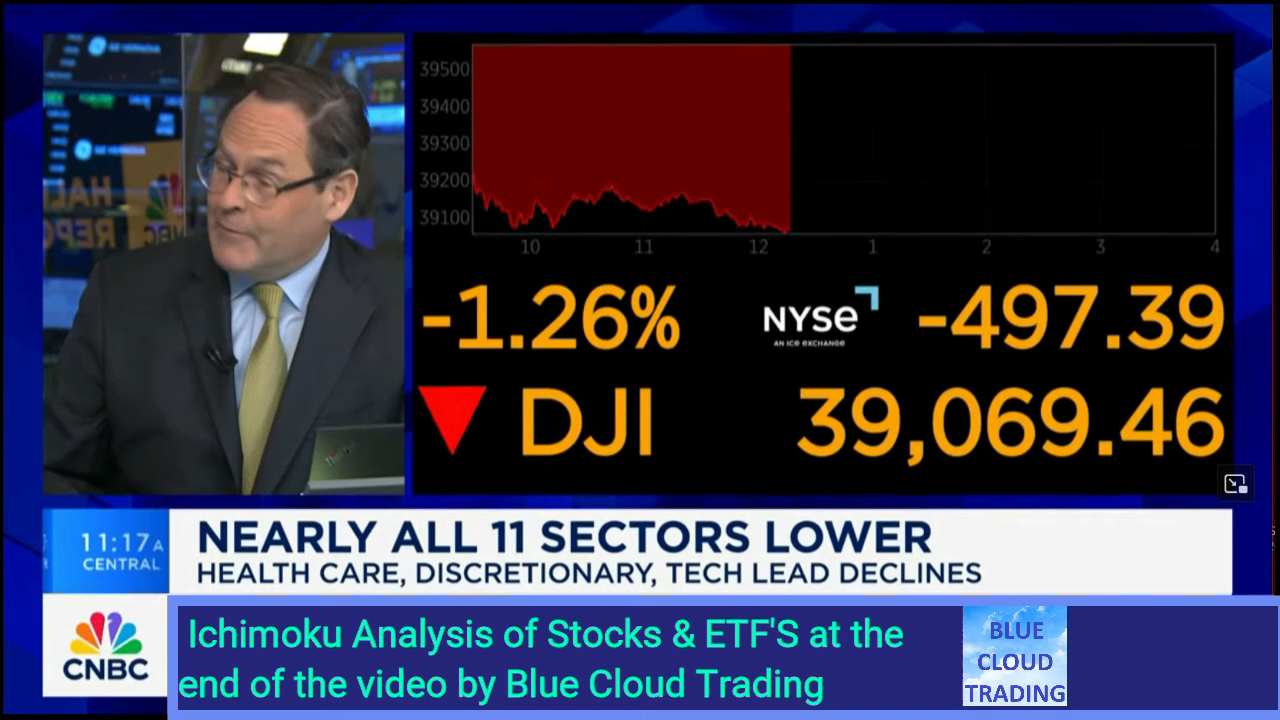 39500
39400
39300
39200
39100
10 11 12 1 2 3 4
-1.26% NYSE -497.39
AN ICE EXCHANGE
DJI 39,069.46
11:17A
CENTRAL
NEARLY ALL 11 SECTORS LOWER
HEALTH CARE, DISCRETIONARY, TECH LEAD DECLINES
CNBC
Ichimoku Analysis of Stocks & ETF'S at the
end of the video by Blue Cloud Trading
BLUE
CLOUD
TRADING